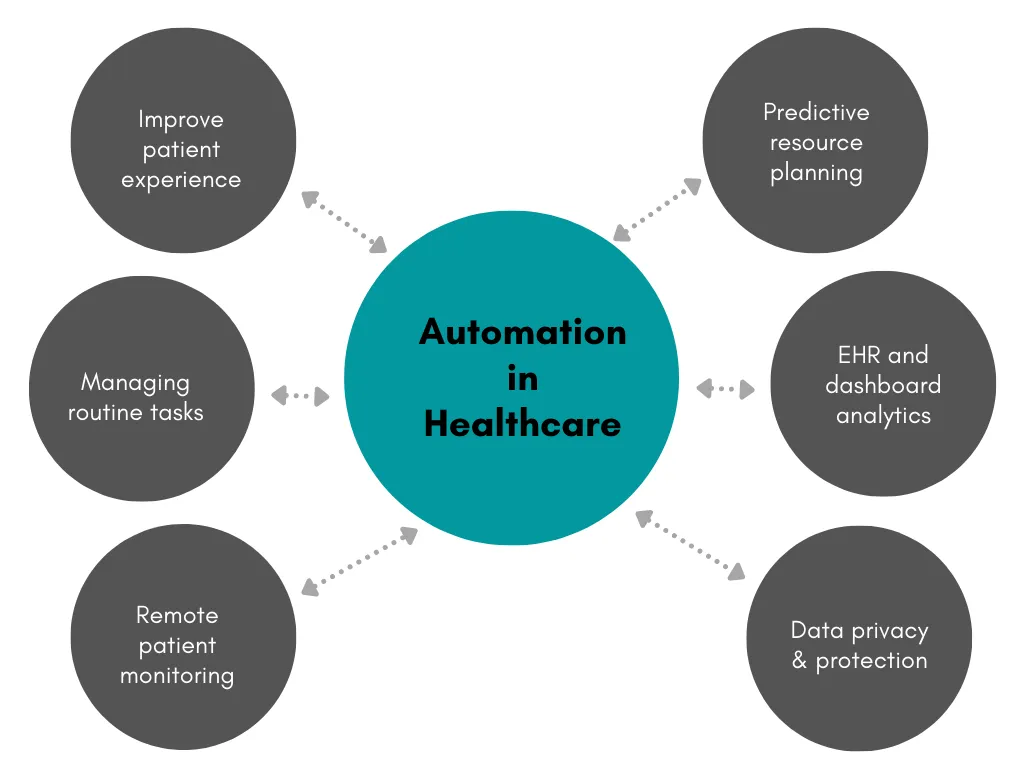 Improve
patient
experience
Predictive
resource
planning
Automation
in
Healthcare
Managing
routine tasks
EHR and
dashboard
analytics
Remote
patient
monitoring
Data privacy
& protection